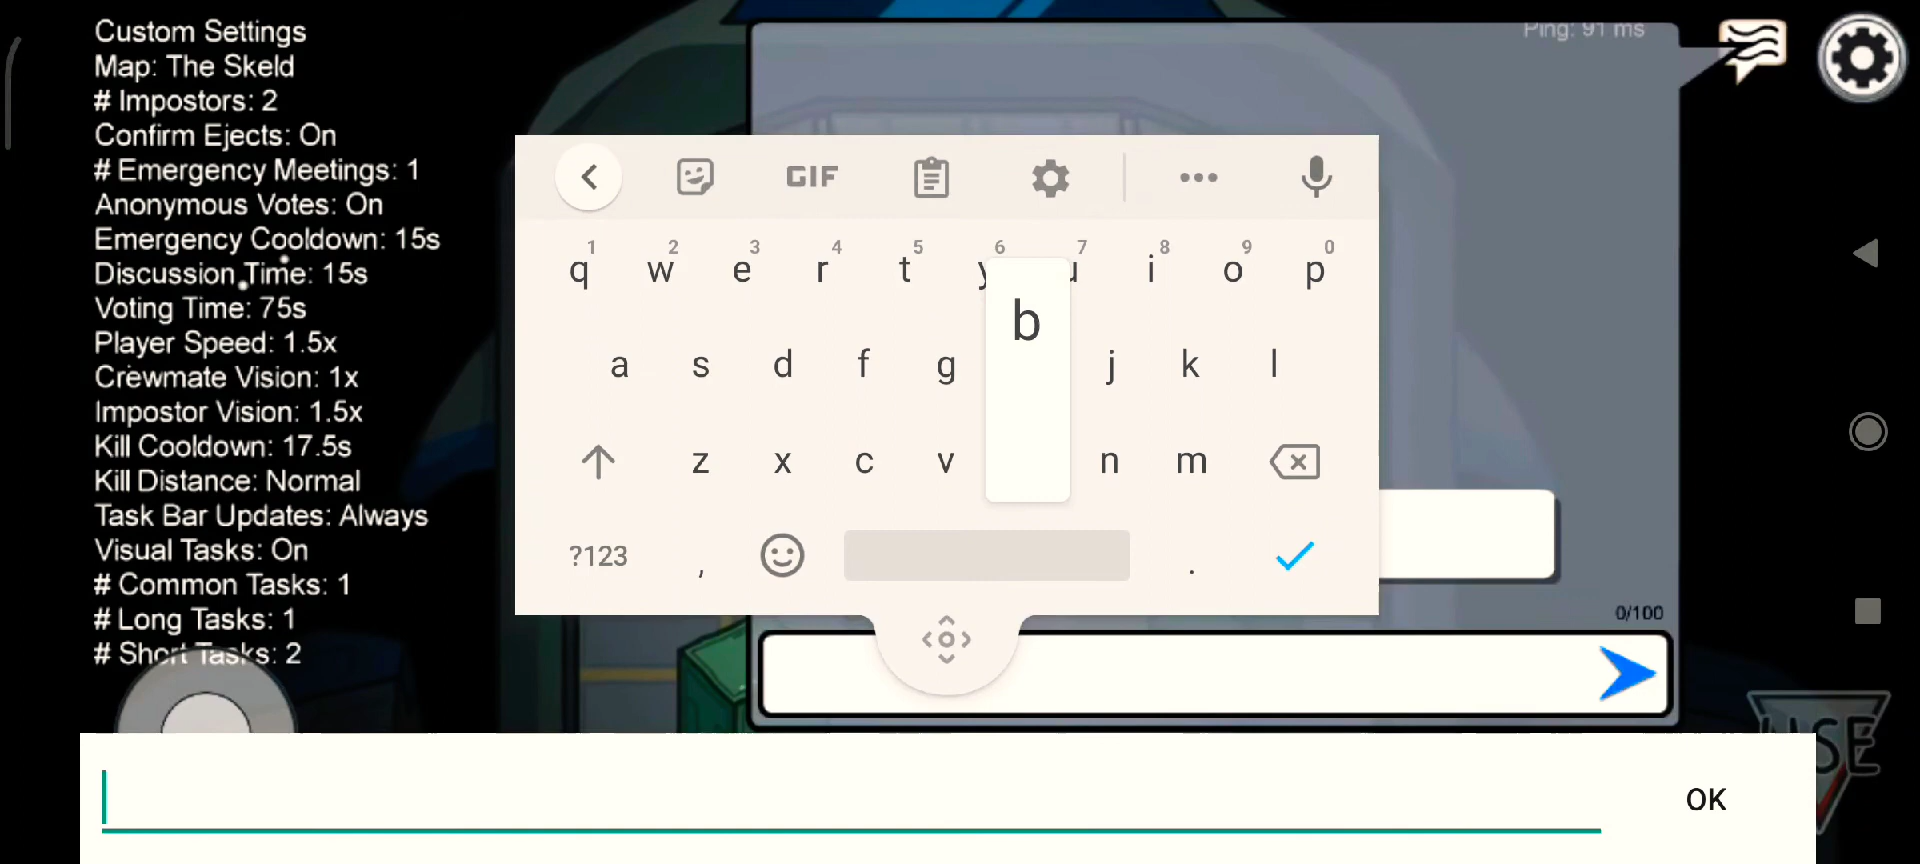 Custom Settings
Map: The Skeld
# Impostors: 2
Confirm Ejects: On
# Emergency Meetings: 1
Anonymous Votes: On
Emergency Cooldown: 15s
Discussion Time: 15s
Voting Time: 75s
Player Speed: 1.5x
Crewmate Vision: 1x
Impostor Vision: 1.5x
Kill Cooldown: 17.5s
Kill Distance: Normal
Task Bar Updates: Always
Visual Tasks: On
# Common Tasks: 1
# Long Tasks: 1
# Short Tasks: 2
Ping: 91 ms
GIF
1 2 3 4 5 6 7 8 9 0
q w e r t y u i o p
b
a s d f g j k l
z x c v n m
?123 , .
0/100
USE
OK